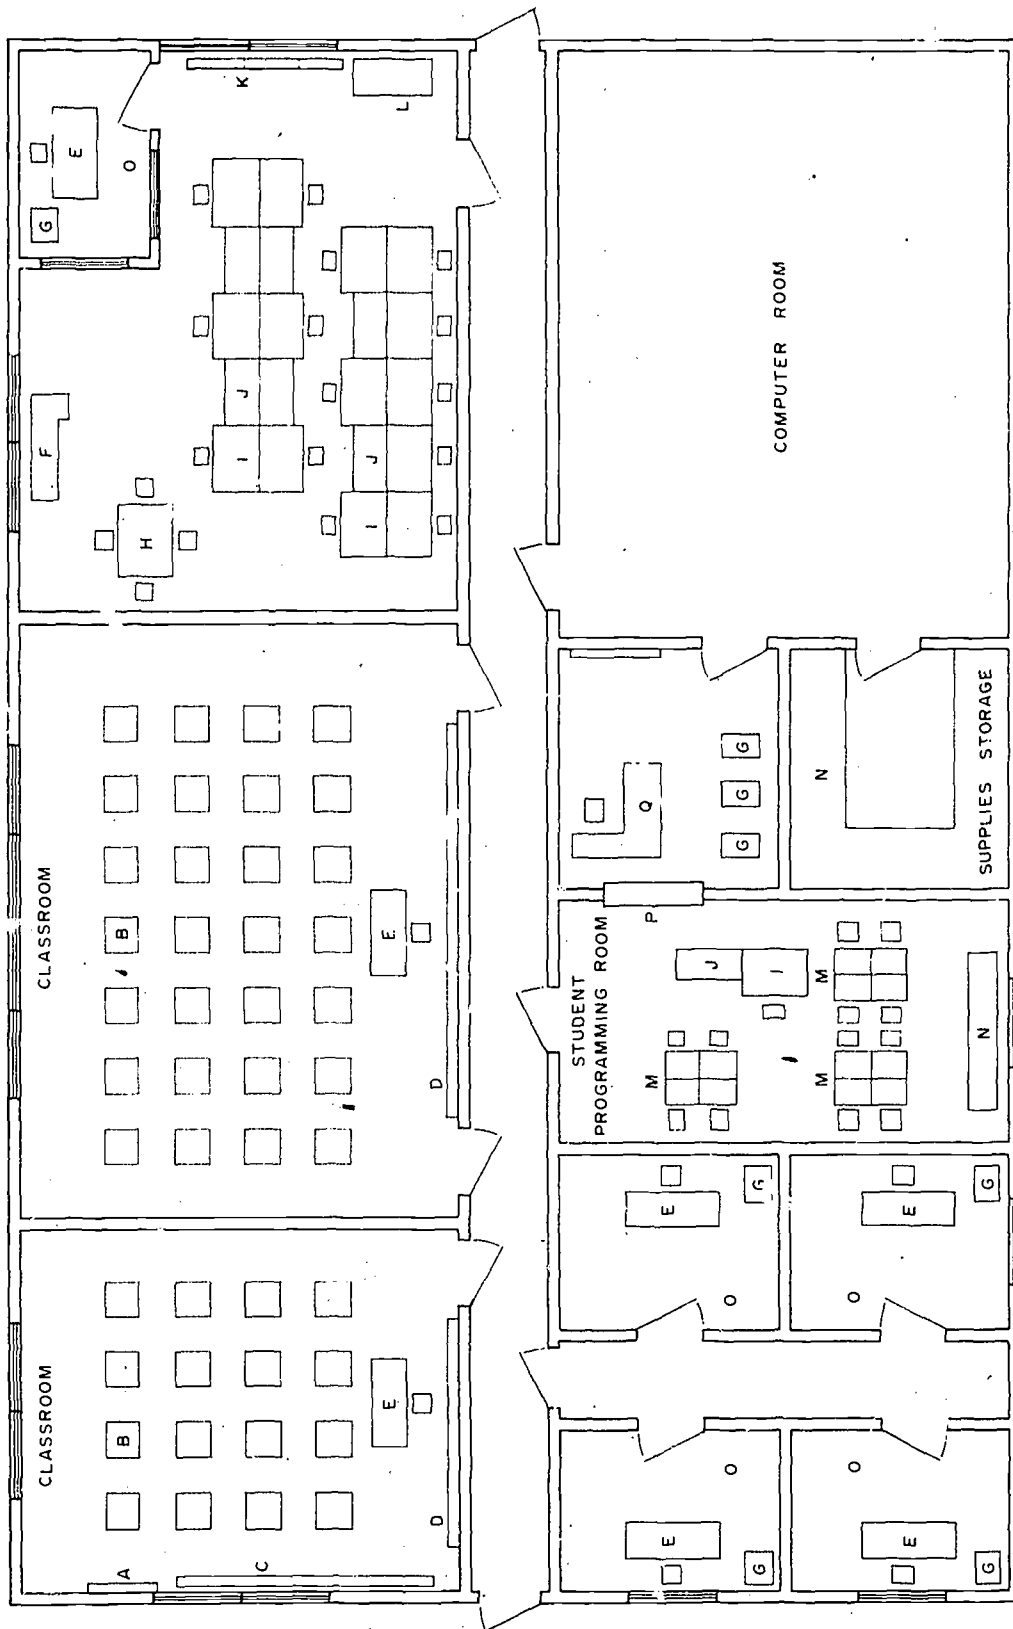 CLASSROOM
CLASSROOM
F
G
E
A
B
B
O
H
I
J
K
C
I
J
E
E
L
D
D
STUDENT
PROGRAMMING ROOM
P
Q
M
E
E
J
O
O
G
G
G
G
G
I
COMPUTER ROOM
M
M
N
O
O
E
E
G
G
N
SUPPLIES STORAGE